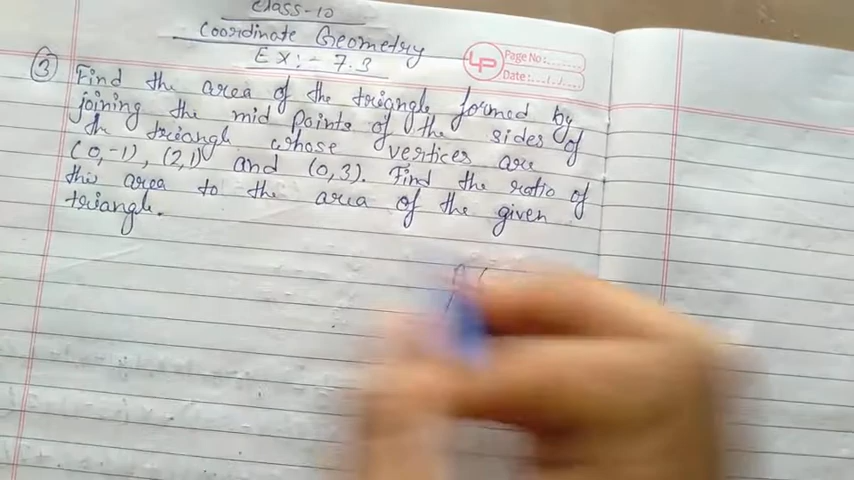 Class-10
Coordinate Geometry
Ex:- 7.3
LP Page No:
Date:
3 Find the area of the triangle formed by
joining the mid points of the sides of
the triangle whose vertices are
(0,-1), (2,1) and (0,3). Find the ratio of
this area to the area of the given
triangle.
A(